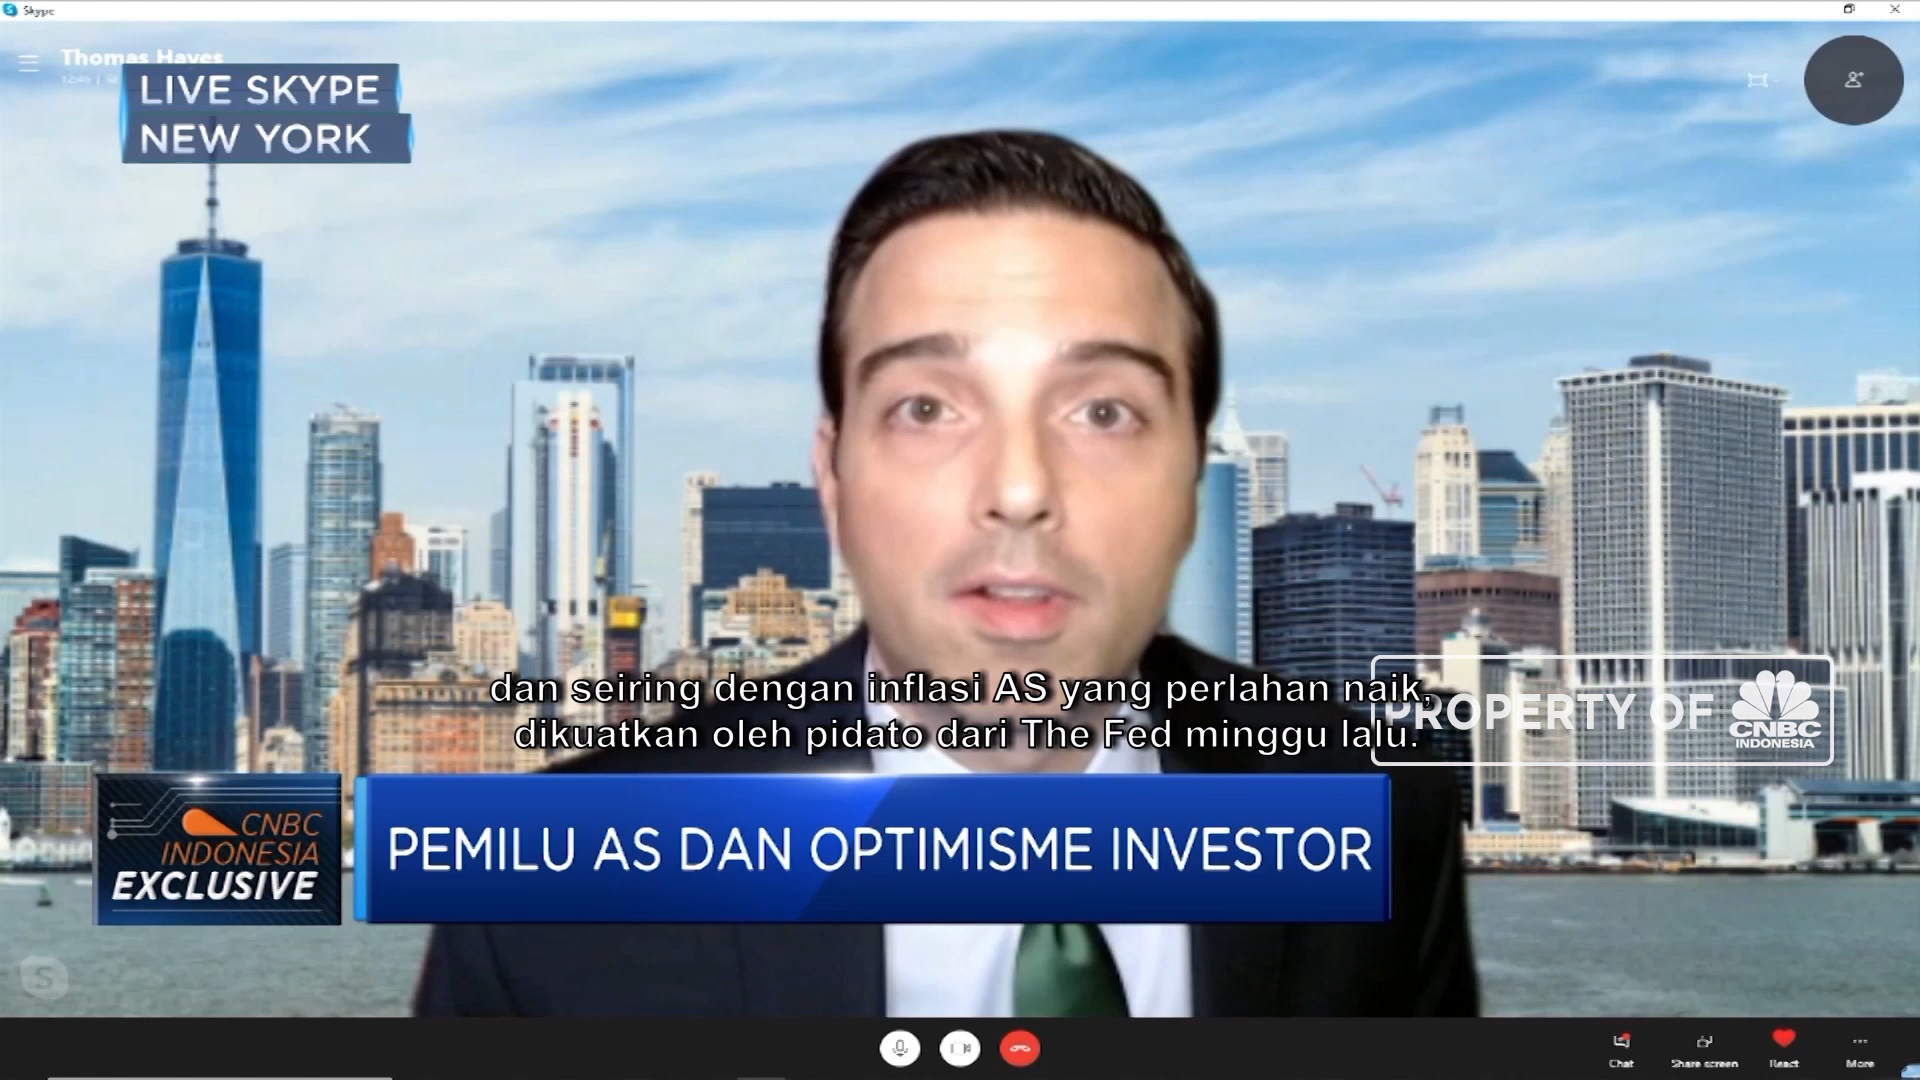 Skype
Thomas Hayes
LIVE SKYPE
NEW YORK
dan seiring dengan inflasi AS yang perlahan naik,
dikuatkan oleh pidato dari The Fed minggu lalu.
PROPERTY OF
CNBC
INDONESIA
CNBC
INDONESIA
EXCLUSIVE
PEMILU AS DAN OPTIMISME INVESTOR
S
Chat
Share screen
React
More